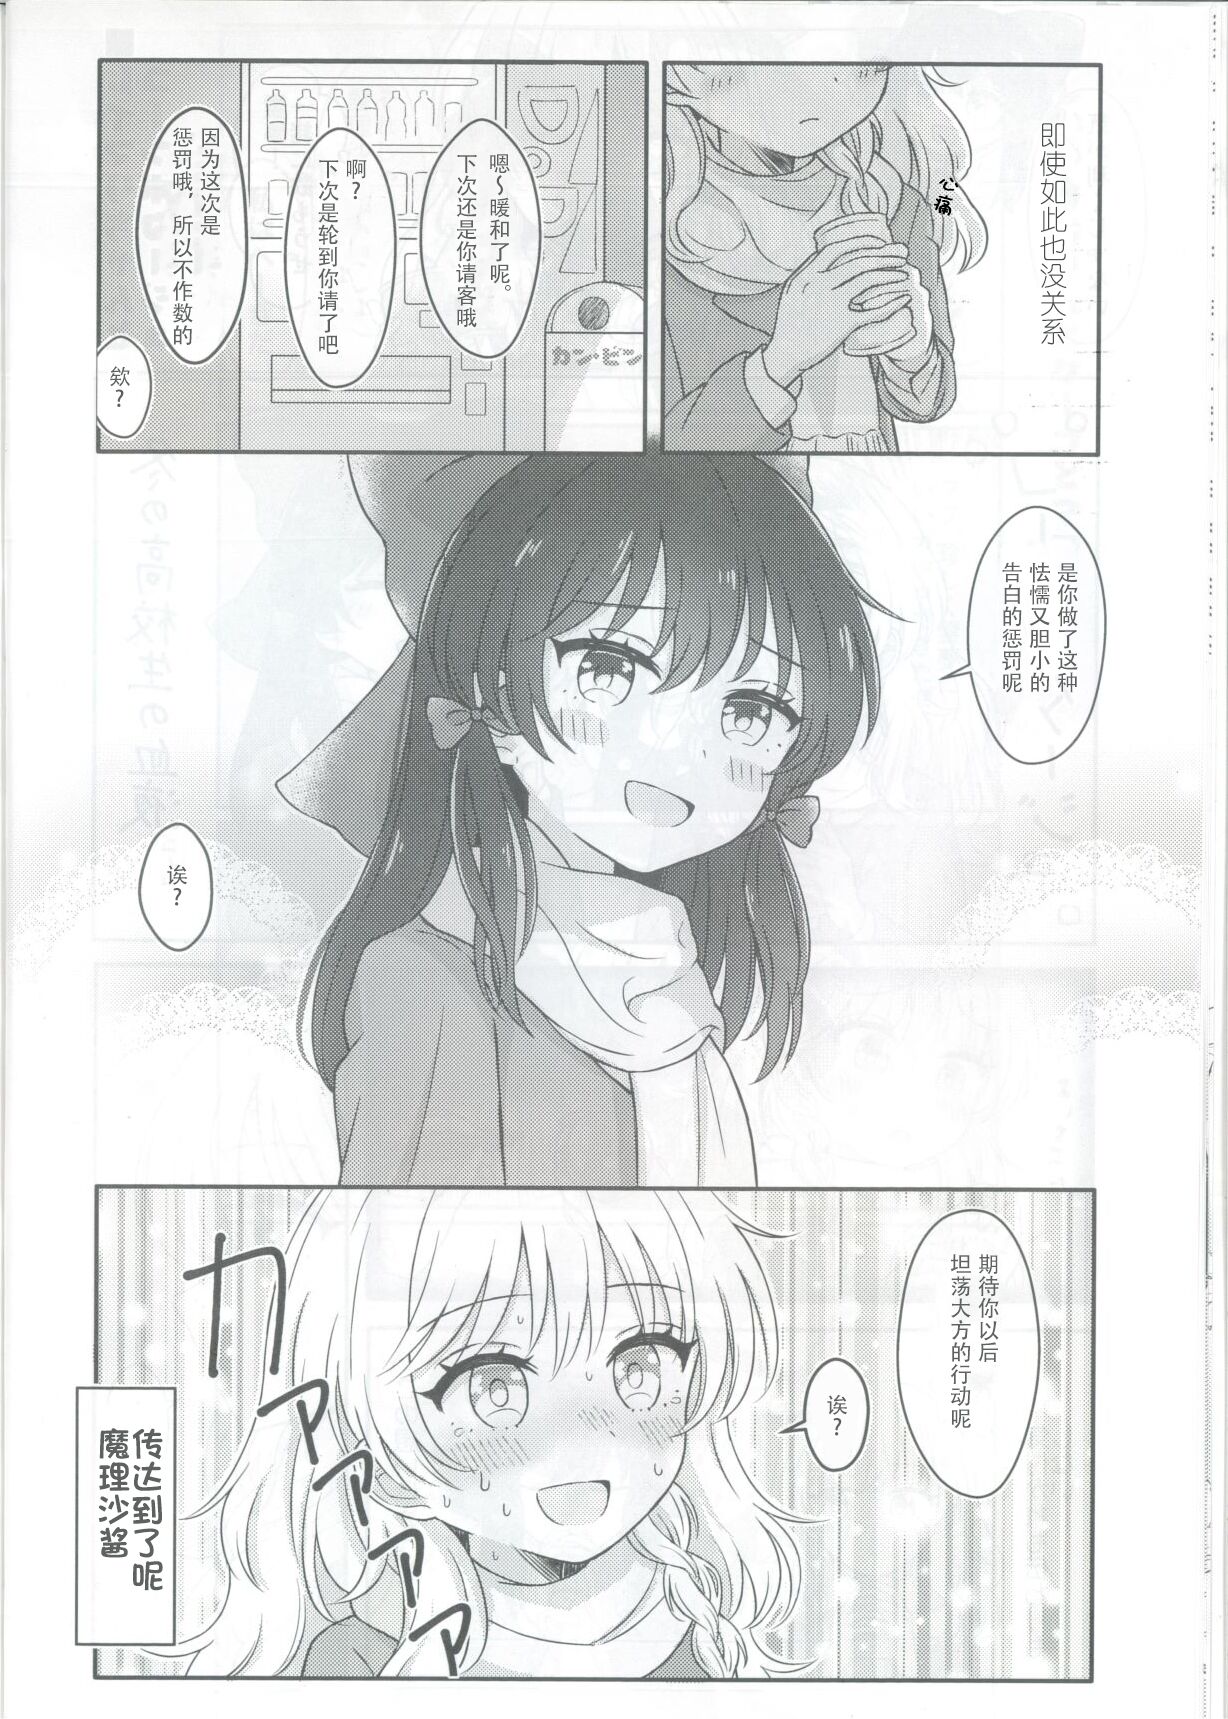 即使如此也没关系
心痛
嗯～暖和了呢。
下次还是你请客哦
啊？
下次是轮到你请了吧
因为这次是
惩罚哦，所以不作数的
欸？
カン・ビン
是你做了这种
怯懦又胆小的
告白的惩罚呢
诶？
期待你以后
坦荡大方的行动呢
诶？
カァァァァァ
传达到了呢
魔理沙酱